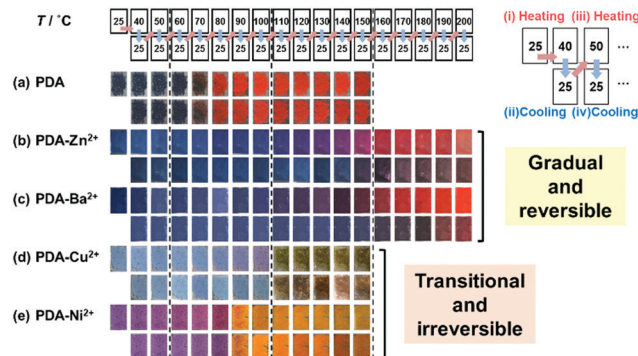 T / °C
25 40 50 60 70 80 90 100 110 120 130 140 150 160 170 180 190 200
25 25 25 25 25 25 25 25 25 25 25 25 25 25 25 25 25
(i) Heating (iii) Heating
25 40 50 ...
25 25 ...
(ii)Cooling (iv)Cooling
(a) PDA
(b) PDA-Zn²⁺
(c) PDA-Ba²⁺
Gradual
and
reversible
(d) PDA-Cu²⁺
(e) PDA-Ni²⁺
Transitional
and
irreversible